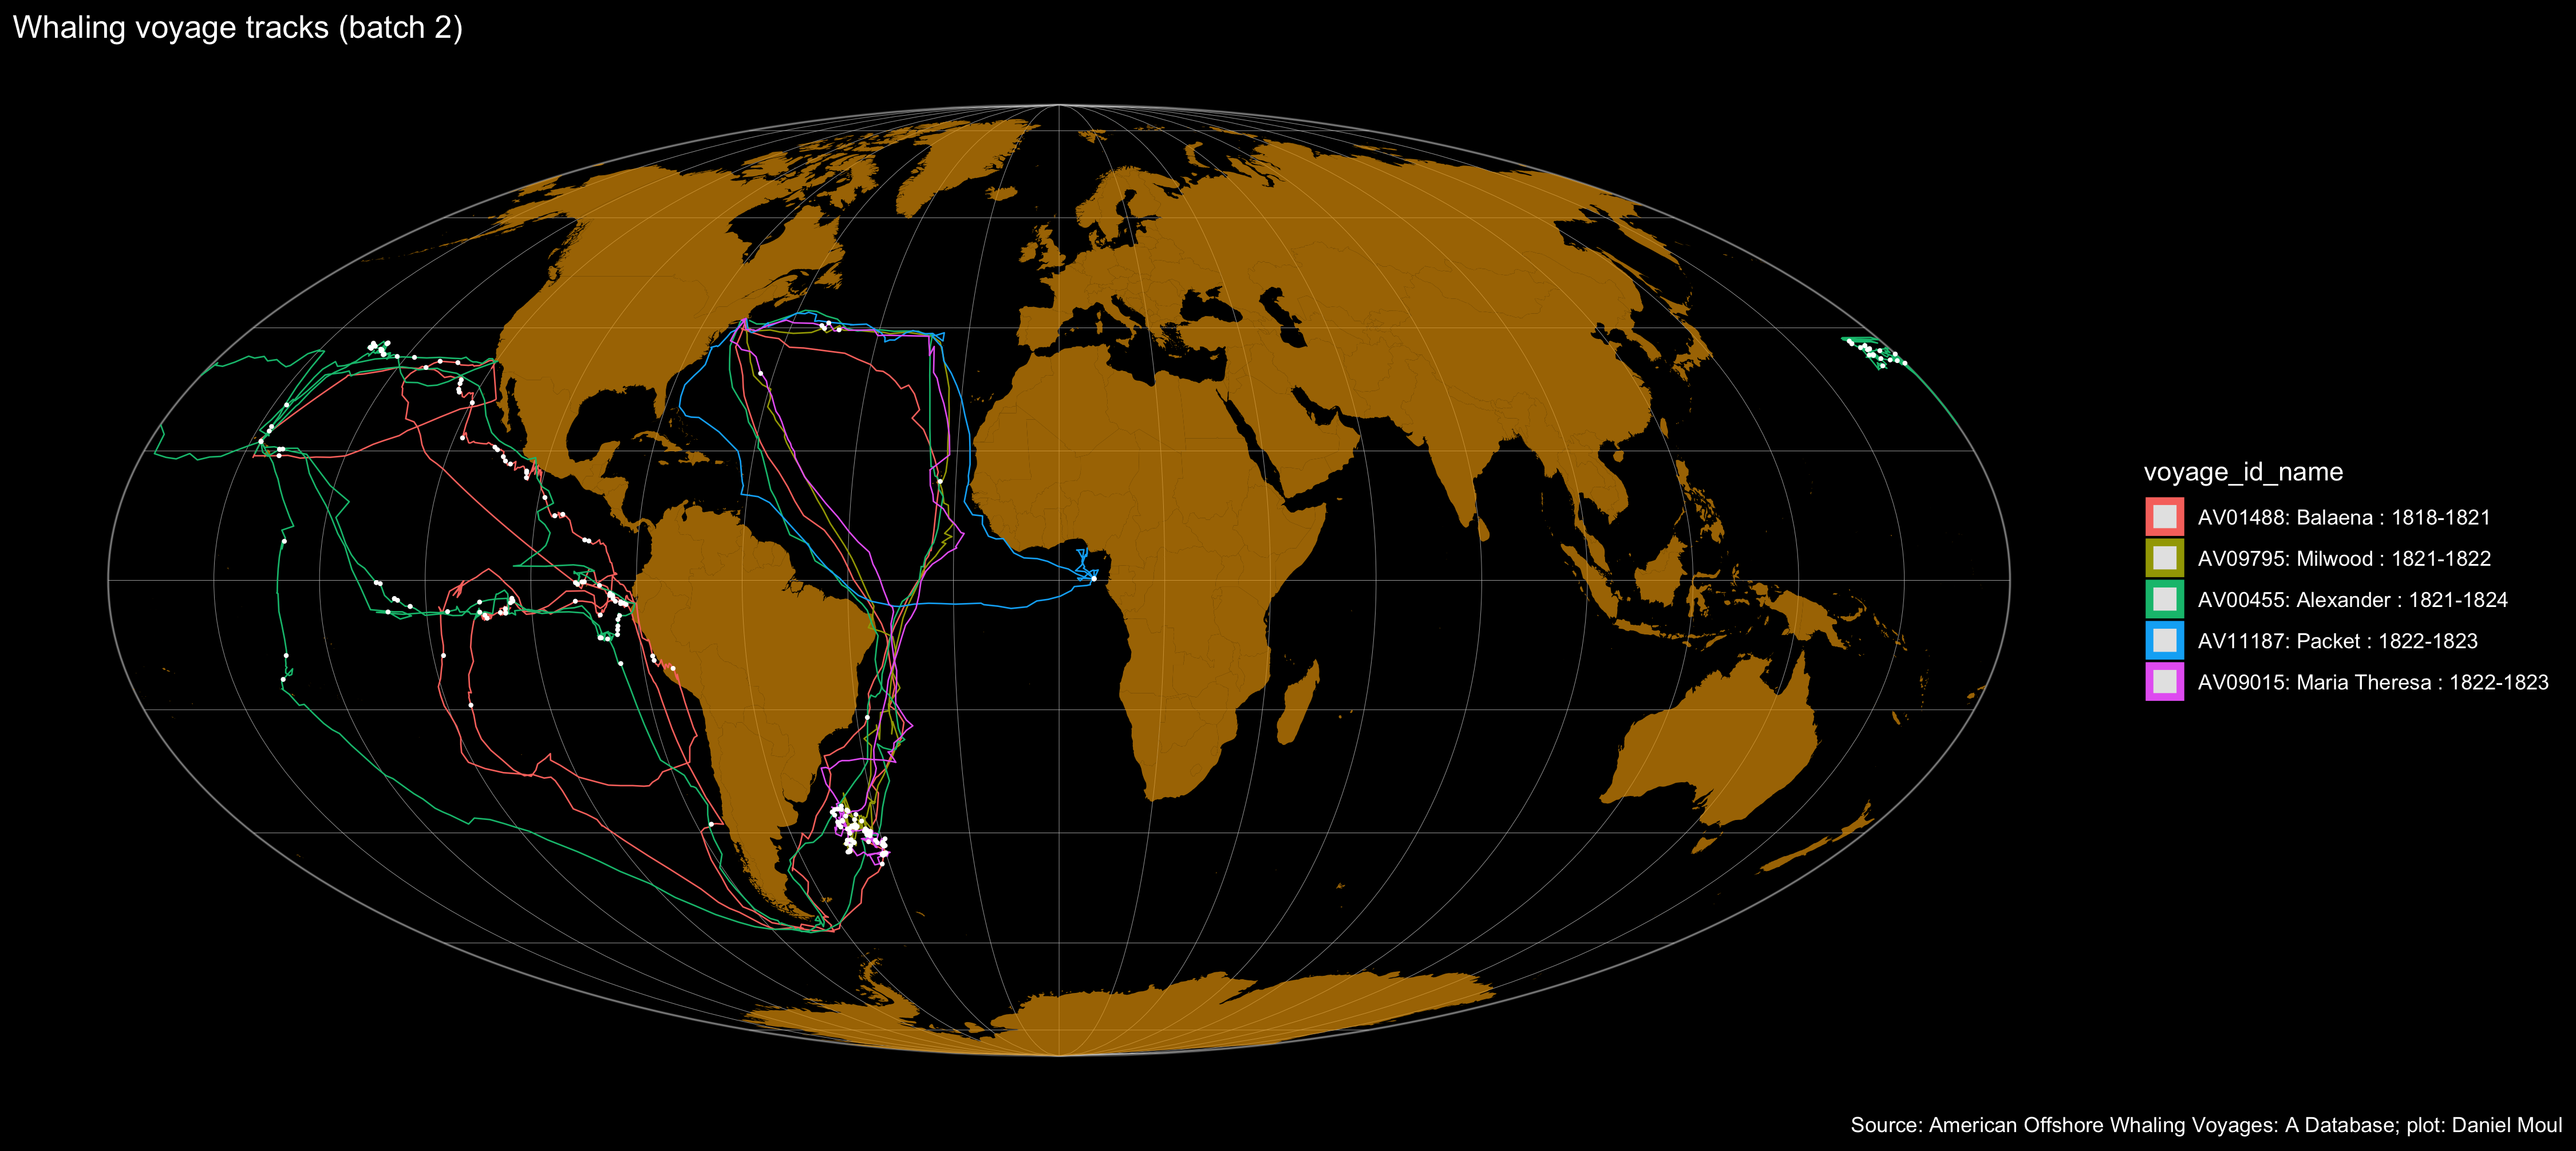 Whaling voyage tracks (batch 2)
voyage_id_name
AV01488: Balaena : 1818-1821
AV09795: Milwood : 1821-1822
AV00455: Alexander : 1821-1824
AV11187: Packet : 1822-1823
AV09015: Maria Theresa : 1822-1823
Source: American Offshore Whaling Voyages: A Database; plot: Daniel Moul